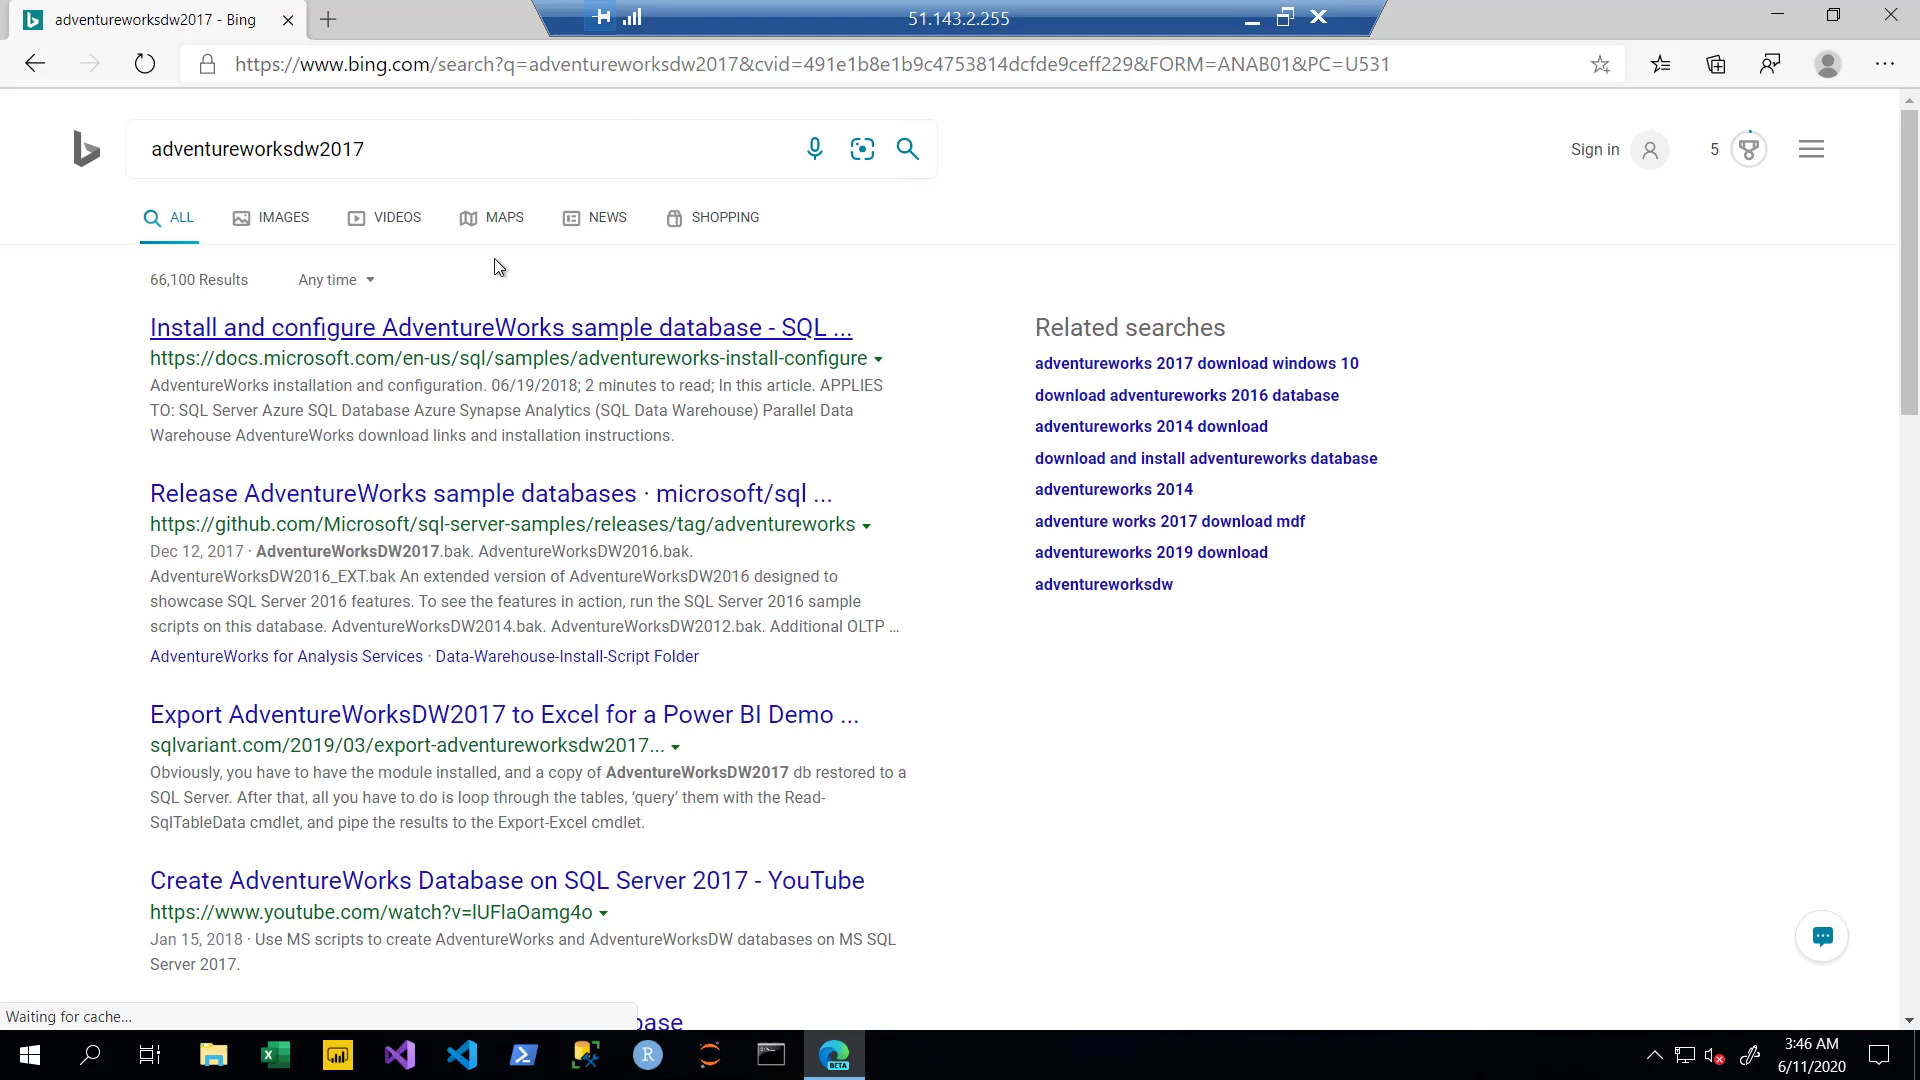 adventureworksdw2017 - Bing
51.143.2.255
https://www.bing.com/search?q=adventureworksdw2017&cvid=491e1b8e1b9c4753814dcfde9ceff229&FORM=ANAB01&PC=U531
adventureworksdw2017
Sign in
5
ALL IMAGES VIDEOS MAPS NEWS SHOPPING
66,100 Results Any time
Install and configure AdventureWorks sample database - SQL ...
https://docs.microsoft.com/en-us/sql/samples/adventureworks-install-configure
AdventureWorks installation and configuration. 06/19/2018; 2 minutes to read; In this article. APPLIES
TO: SQL Server Azure SQL Database Azure Synapse Analytics (SQL Data Warehouse) Parallel Data
Warehouse AdventureWorks download links and installation instructions.
Release AdventureWorks sample databases · microsoft/sql ...
https://github.com/Microsoft/sql-server-samples/releases/tag/adventureworks
Dec 12, 2017 · AdventureWorksDW2017.bak. AdventureWorksDW2016.bak.
AdventureWorksDW2016_EXT.bak An extended version of AdventureWorksDW2016 designed to
showcase SQL Server 2016 features. To see the features in action, run the SQL Server 2016 sample
scripts on this database. AdventureWorksDW2014.bak. AdventureWorksDW2012.bak. Additional OLTP ...
AdventureWorks for Analysis Services · Data-Warehouse-Install-Script Folder
Export AdventureWorksDW2017 to Excel for a Power BI Demo ...
sqlvariant.com/2019/03/export-adventureworksdw2017...
Obviously, you have to have the module installed, and a copy of AdventureWorksDW2017 db restored to a
SQL Server. After that, all you have to do is loop through the tables, ‘query’ them with the Read-
SqlTableData cmdlet, and pipe the results to the Export-Excel cmdlet.
Create AdventureWorks Database on SQL Server 2017 - YouTube
https://www.youtube.com/watch?v=lUFlaOamg4o
Jan 15, 2018 · Use MS scripts to create AdventureWorks and AdventureWorksDW databases on MS SQL
Server 2017.
Related searches
adventureworks 2017 download windows 10
download adventureworks 2016 database
adventureworks 2014 download
download and install adventureworks database
adventureworks 2014
adventure works 2017 download mdf
adventureworks 2019 download
adventureworksdw
Waiting for cache...
BETA
3:46 AM
6/11/2020